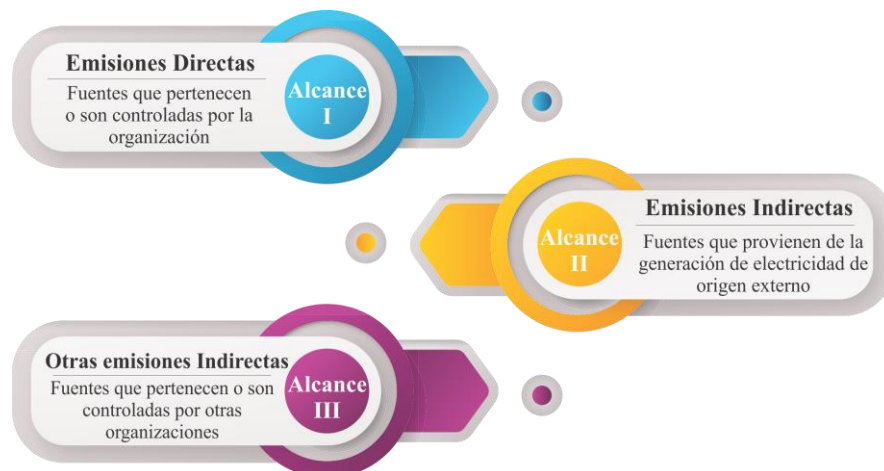 Emisiones Directas
Fuentes que pertenecen
o son controladas por la
organización
Alcance
I
Alcance
II
Emisiones Indirectas
Fuentes que provienen de la
generación de electricidad de
origen externo
Otras emisiones Indirectas
Fuentes que pertenecen o son
controladas por otras
organizaciones
Alcance
III